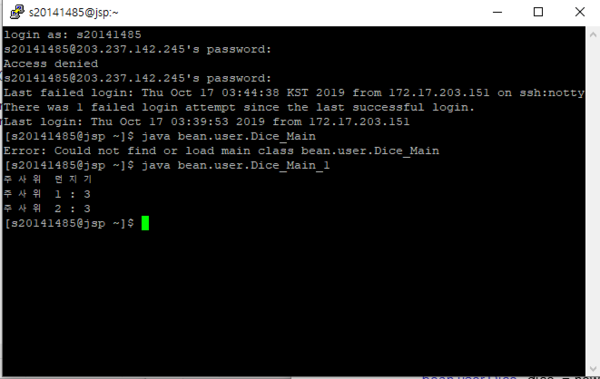 s20141485@jsp:~
login as: s20141485
s20141485@203.237.142.245's password:
Access denied
s20141485@203.237.142.245's password:
Last failed login: Thu Oct 17 03:44:38 KST 2019 from 172.17.203.151 on ssh:notty
There was 1 failed login attempt since the last successful login.
Last login: Thu Oct 17 03:39:53 2019 from 172.17.203.151
[s20141485@jsp ~]$ java bean.user.Dice_Main
Error: Could not find or load main class bean.user.Dice_Main
[s20141485@jsp ~]$ java bean.user.Dice_Main_1
주 사 위 던 지 기
주 사 위 1 : 3
주 사 위 2 : 3
[s20141485@jsp ~]$